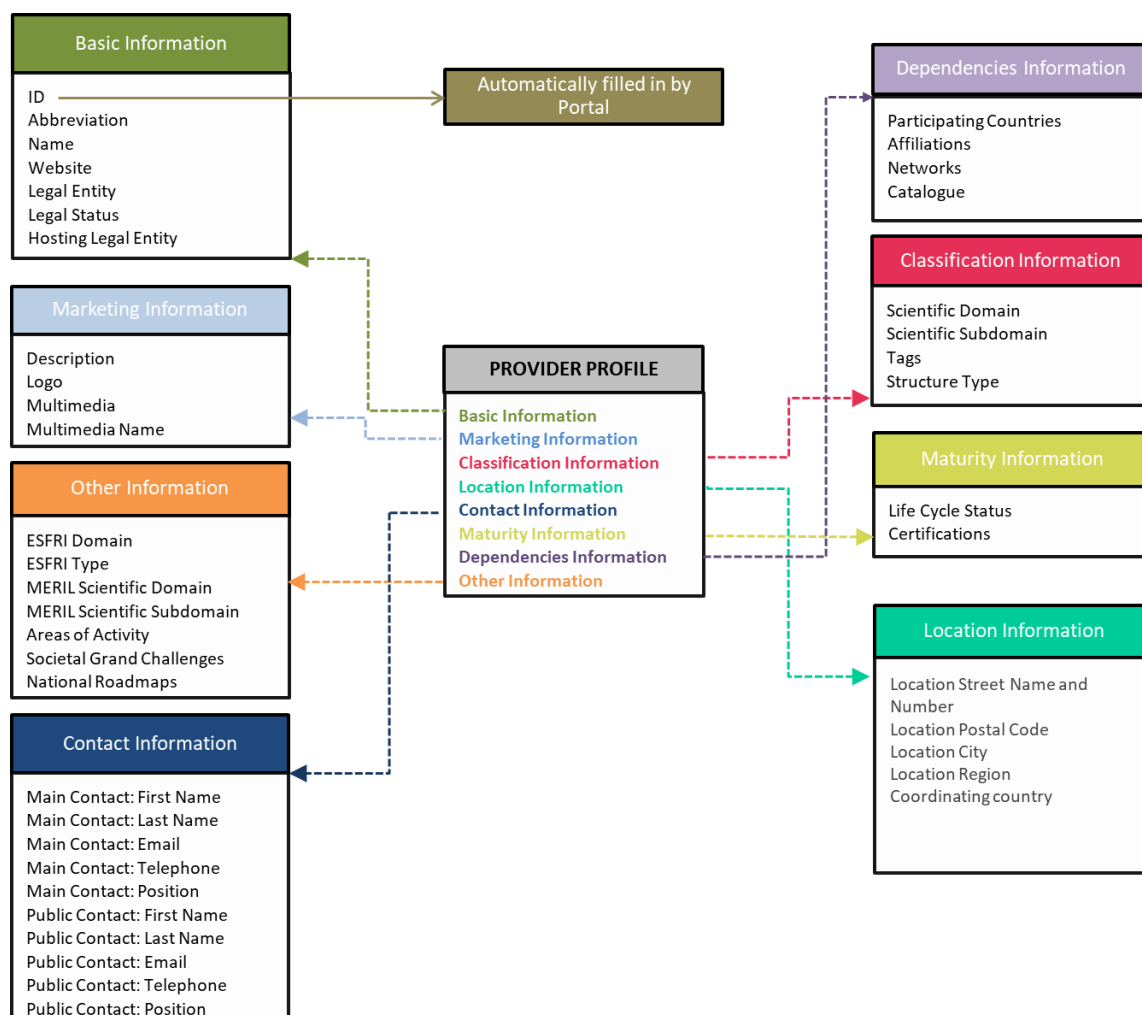 Basic Information
ID
Abbreviation
Name
Website
Legal Entity
Legal Status
Hosting Legal Entity
Automatically filled in by
Portal
Marketing Information
Description
Logo
Multimedia
Multimedia Name
Other Information
ESFRI Domain
ESFRI Type
MERIL Scientific Domain
MERIL Scientific Subdomain
Areas of Activity
Societal Grand Challenges
National Roadmaps
Contact Information
Main Contact: First Name
Main Contact: Last Name
Main Contact: Email
Main Contact: Telephone
Main Contact: Position
Public Contact: First Name
Public Contact: Last Name
Public Contact: Email
Public Contact: Telephone
Public Contact: Position
PROVIDER PROFILE
Basic Information
Marketing Information
Classification Information
Location Information
Contact Information
Maturity Information
Dependencies Information
Other Information
Dependencies Information
Participating Countries
Affiliations
Networks
Catalogue
Classification Information
Scientific Domain
Scientific Subdomain
Tags
Structure Type
Maturity Information
Life Cycle Status
Certifications
Location Information
Location Street Name and
Number
Location Postal Code
Location City
Location Region
Coordinating country